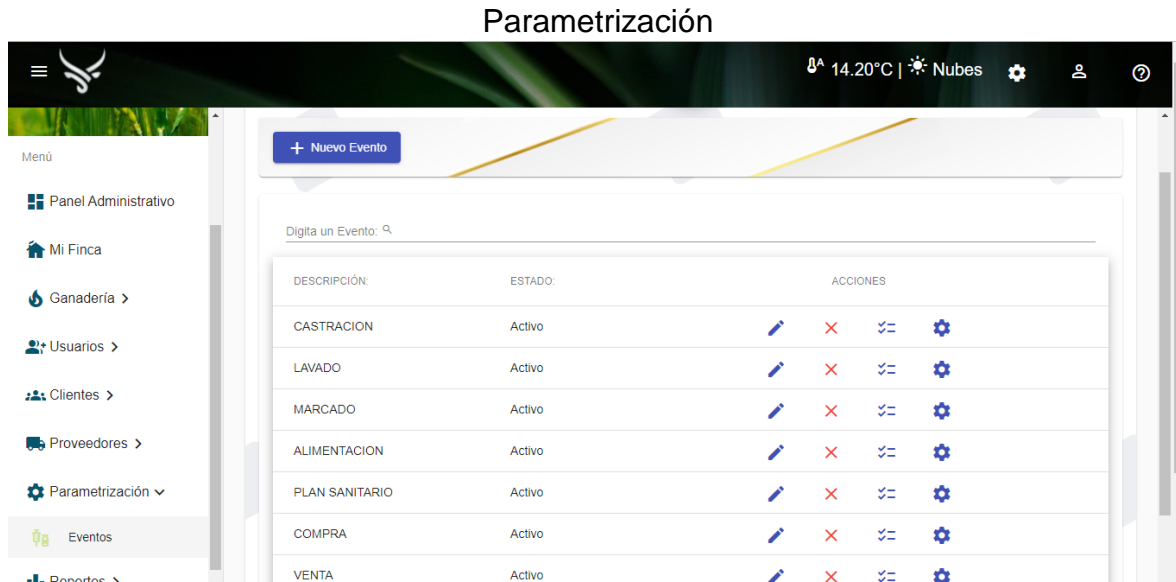 Parametrización
14.20°C | Nubes
Menú
Panel Administrativo
Mi Finca
Ganadería
Usuarios
Clientes
Proveedores
Parametrización
Eventos
Reportes
+ Nuevo Evento
Digita un Evento:
DESCRIPCIÓN: ESTADO: ACCIONES
CASTRACION Activo
LAVADO Activo
MARCADO Activo
ALIMENTACION Activo
PLAN SANITARIO Activo
COMPRA Activo
VENTA Activo